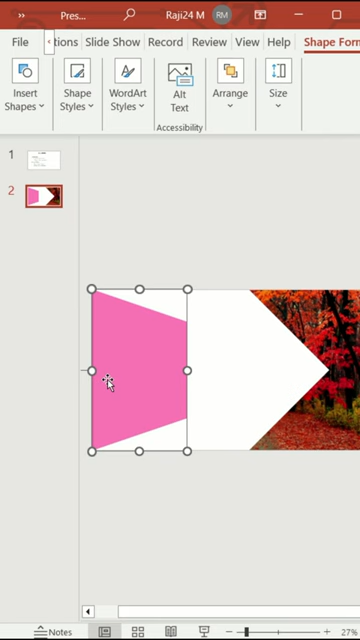 Pres... Raji24 M RM
File tions Slide Show Record Review View Help Shape Form
Insert Shapes
Shape Styles
WordArt Styles
Alt Text
Arrange
Size
Accessibility
1
2
Notes
27%